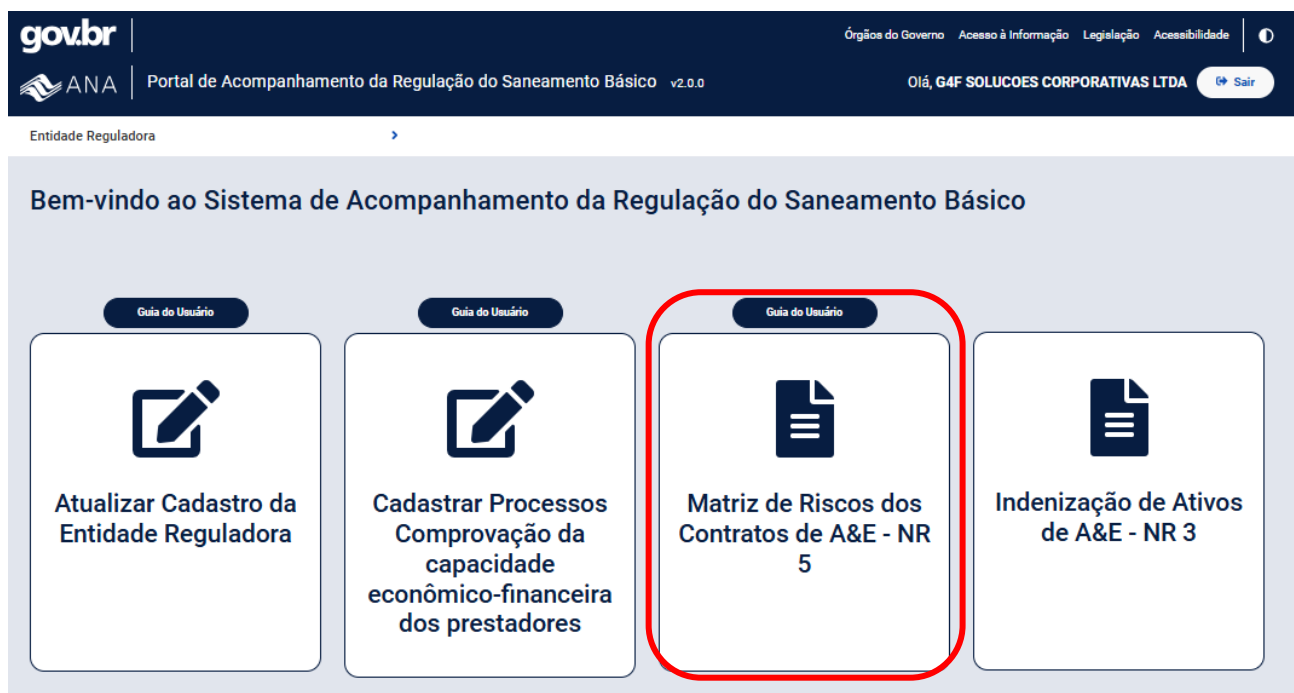 gov.br
Órgãos do Governo Acesso à Informação Legislação Acessibilidade
ANA Portal de Acompanhamento da Regulação do Saneamento Básico v2.0.0
Olá, G4F SOLUCOES CORPORATIVAS LTDA Sair
Entidade Reguladora
Bem-vindo ao Sistema de Acompanhamento da Regulação do Saneamento Básico
Guia do Usuário
Atualizar Cadastro da
Entidade Reguladora
Guia do Usuário
Cadastrar Processos
Comprovação da
capacidade
econômico-financeira
dos prestadores
Guia do Usuário
Matriz de Riscos dos
Contratos de A&E - NR
5
Indenização de Ativos
de A&E - NR 3